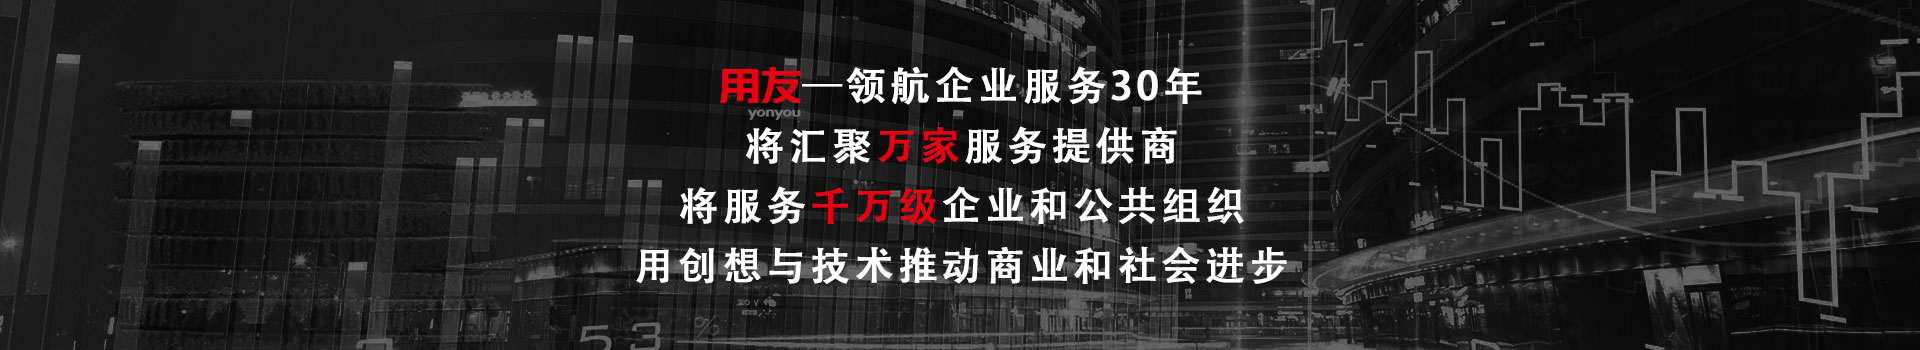 用友—领航企业服务30年
yonyou
将汇聚万家服务提供商
将服务千万级企业和公共组织
用创想与技术推动商业和社会进步
53%